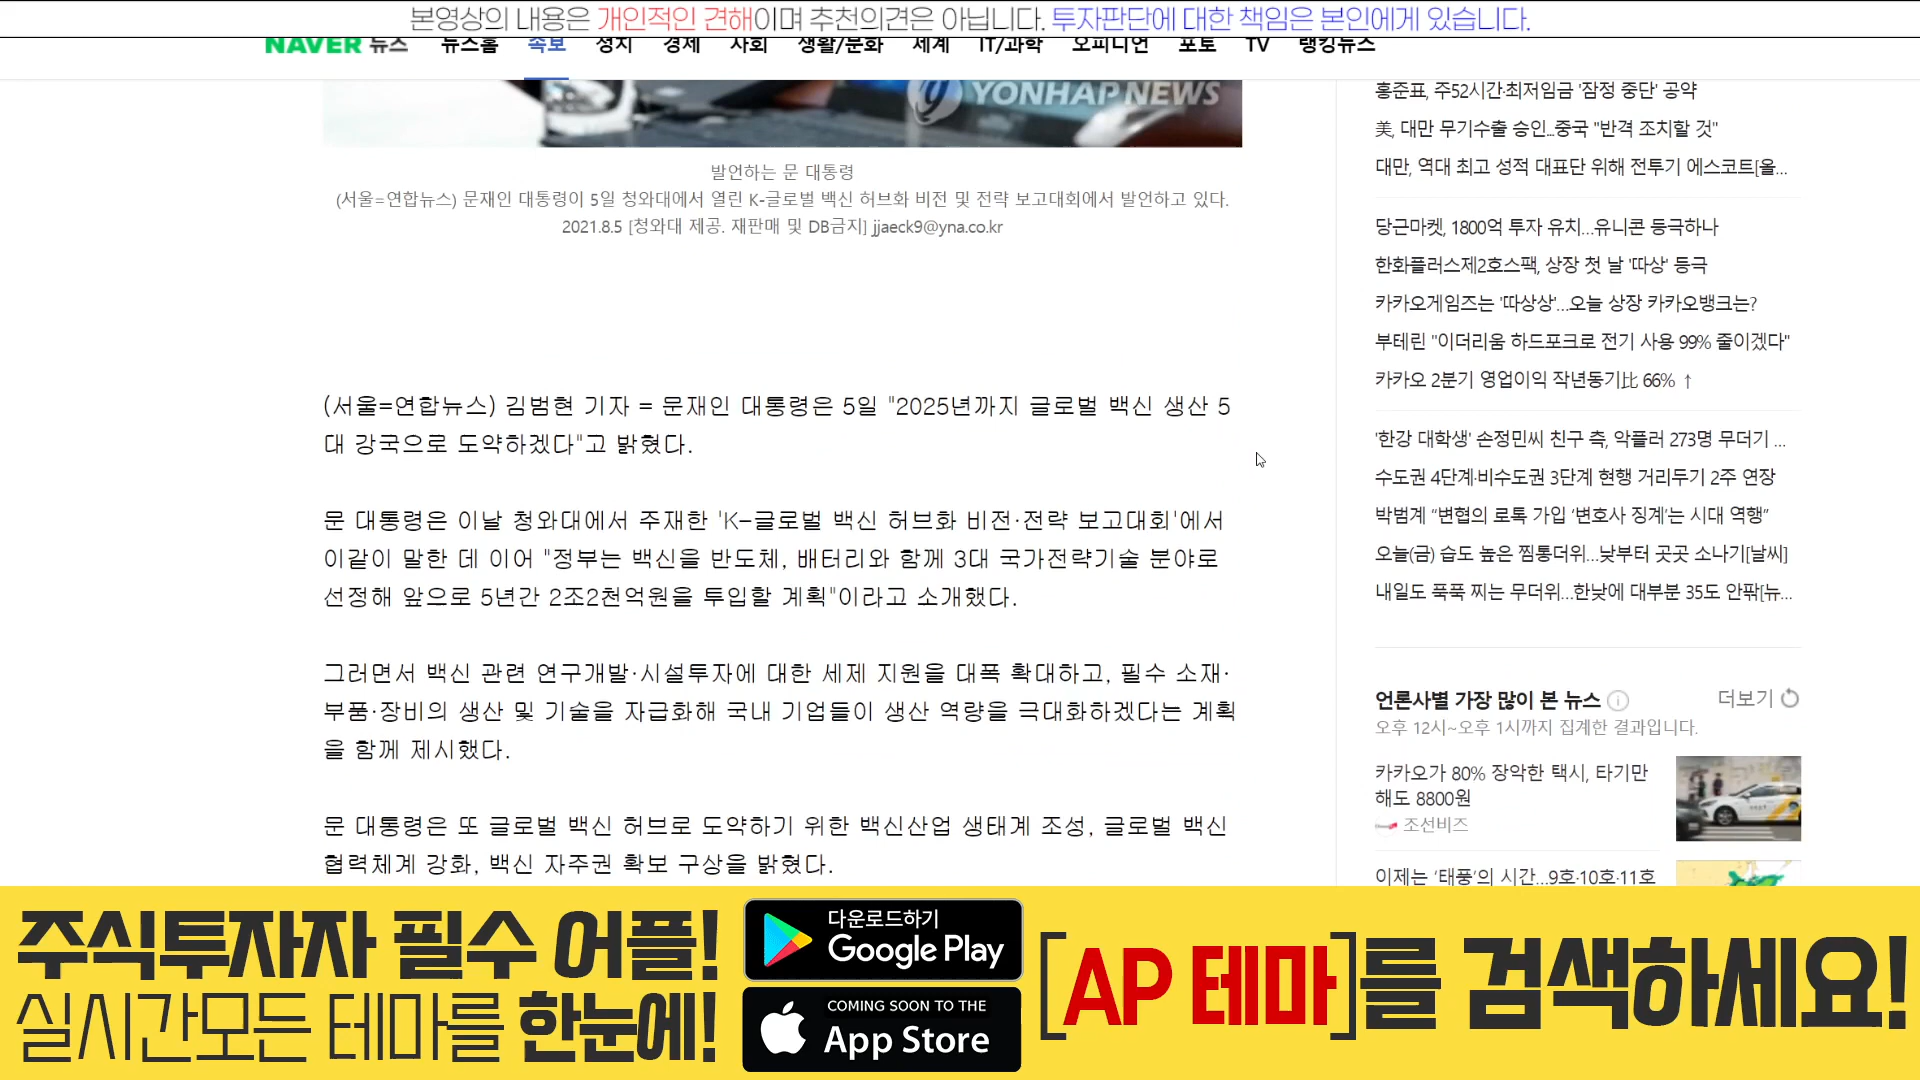 본영상의 내용은 개인적인 견해이며 추천의견은 아닙니다. 투자판단에 대한 책임은 본인에게 있습니다.
NAVER 뉴스 뉴스홈 속보 정치 경제 사회 생활/문화 세계 IT/과학 오피니언 포토 TV 랭킹뉴스
YONHAP NEWS
발언하는 문 대통령
(서울=연합뉴스) 문재인 대통령이 5일 청와대에서 열린 K-글로벌 백신 허브화 비전 및 전략 보고대회에서 발언하고 있다.
2021.8.5 [청와대 제공. 재판매 및 DB금지] jjaeck9@yna.co.kr
(서울=연합뉴스) 김범현 기자 = 문재인 대통령은 5일 "2025년까지 글로벌 백신 생산 5
대 강국으로 도약하겠다"고 밝혔다.
문 대통령은 이날 청와대에서 주재한 'K-글로벌 백신 허브화 비전·전략 보고대회'에서
이같이 말한 데 이어 "정부는 백신을 반도체, 배터리와 함께 3대 국가전략기술 분야로
선정해 앞으로 5년간 2조2천억원을 투입할 계획"이라고 소개했다.
그러면서 백신 관련 연구개발·시설투자에 대한 세제 지원을 대폭 확대하고, 필수 소재·
부품·장비의 생산 및 기술을 자급화해 국내 기업들이 생산 역량을 극대화하겠다는 계획
을 함께 제시했다.
문 대통령은 또 글로벌 백신 허브로 도약하기 위한 백신산업 생태계 조성, 글로벌 백신
협력체계 강화, 백신 자주권 확보 구상을 밝혔다.
홍준표, 주52시간·최저임금 '잠정 중단' 공약
美, 대만 무기수출 승인...중국 "반격 조치할 것"
대만, 역대 최고 성적 대표단 위해 전투기 에스코트[올...
당근마켓, 1800억 투자 유치...유니콘 등극하나
한화플러스제2호스팩, 상장 첫 날 '따상' 등극
카카오게임즈는 '따상상'...오늘 상장 카카오뱅크는?
부테린 "이더리움 하드포크로 전기 사용 99% 줄이겠다"
카카오 2분기 영업이익 작년동기比 66% ↑
'한강 대학생' 손정민씨 친구 측, 악플러 273명 무더기 ...
수도권 4단계·비수도권 3단계 현행 거리두기 2주 연장
박범계 “변협의 로톡 가입 ‘변호사 징계’는 시대 역행”
오늘(금) 습도 높은 찜통더위...낮부터 곳곳 소나기[날씨]
내일도 푹푹 찌는 무더위...한낮에 대부분 35도 안팎[뉴...
언론사별 가장 많이 본 뉴스 더보기
오후 12시~오후 1시까지 집계한 결과입니다.
카카오가 80% 장악한 택시, 타기만
해도 8800원
조선비즈
이제는 ‘태풍’의 시간...9호·10호·11호
주식투자자 필수 어플!
실시간모든 테마를 한눈에!
다운로드하기
Google Play
COMING SOON TO THE
App Store
[AP 테마]를 검색하세요!